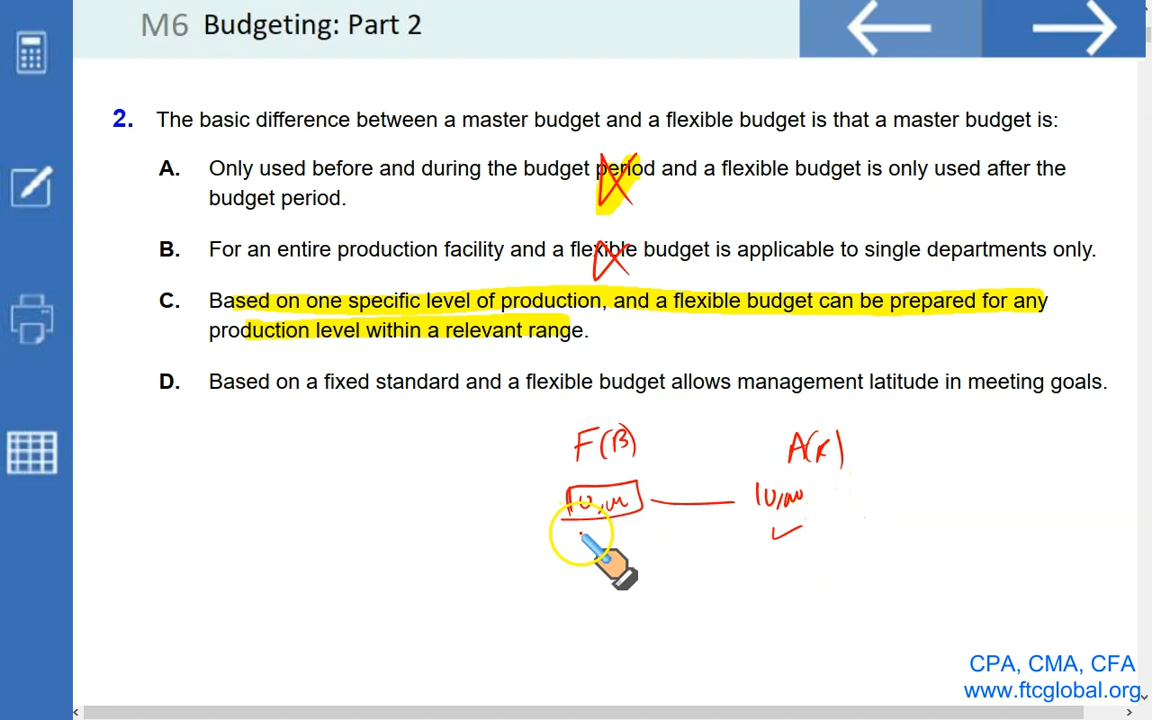 M6 Budgeting: Part 2
2. The basic difference between a master budget and a flexible budget is that a master budget is:
A. Only used before and during the budget period and a flexible budget is only used after the
budget period.
B. For an entire production facility and a flexible budget is applicable to single departments only.
C. Based on one specific level of production, and a flexible budget can be prepared for any
production level within a relevant range.
D. Based on a fixed standard and a flexible budget allows management latitude in meeting goals.
F(B)
CPA, CMA, CFA
www.ftcglobal.org